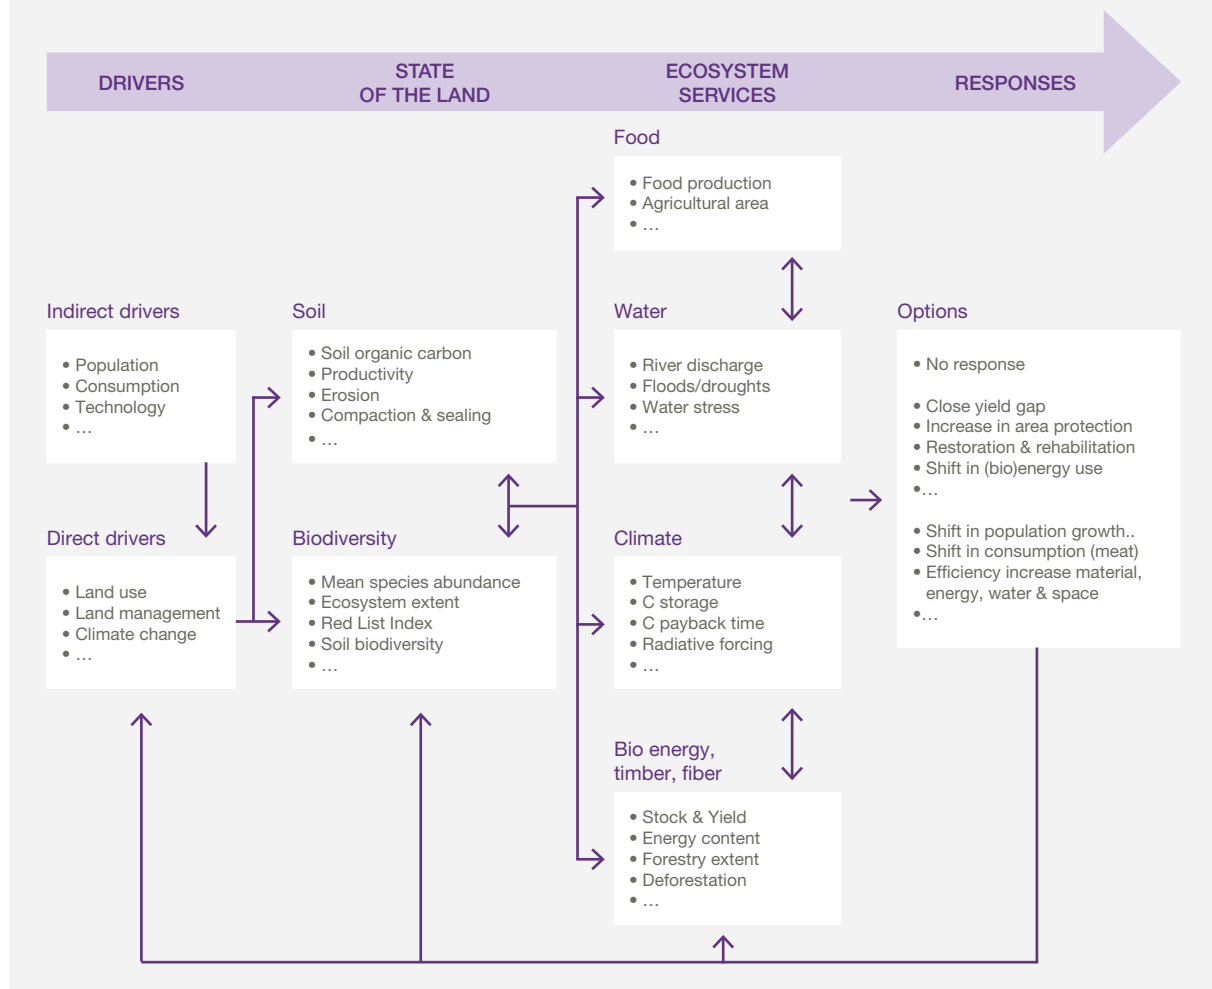 DRIVERS
STATE
OF THE LAND
ECOSYSTEM
SERVICES
RESPONSES
Indirect drivers
• Population
• Consumption
• Technology
• ...
Direct drivers
• Land use
• Land management
• Climate change
• ...
Soil
• Soil organic carbon
• Productivity
• Erosion
• Compaction & sealing
• ...
Biodiversity
• Mean species abundance
• Ecosystem extent
• Red List Index
• Soil biodiversity
• ...
Food
• Food production
• Agricultural area
• ...
Water
• River discharge
• Floods/droughts
• Water stress
• ...
Climate
• Temperature
• C storage
• C payback time
• Radiative forcing
• ...
Bio energy,
timber, fiber
• Stock & Yield
• Energy content
• Forestry extent
• Deforestation
• ...
Options
• No response
• Close yield gap
• Increase in area protection
• Restoration & rehabilitation
• Shift in (bio)energy use
•...
• Shift in population growth..
• Shift in consumption (meat)
• Efficiency increase material,
energy, water & space
•...